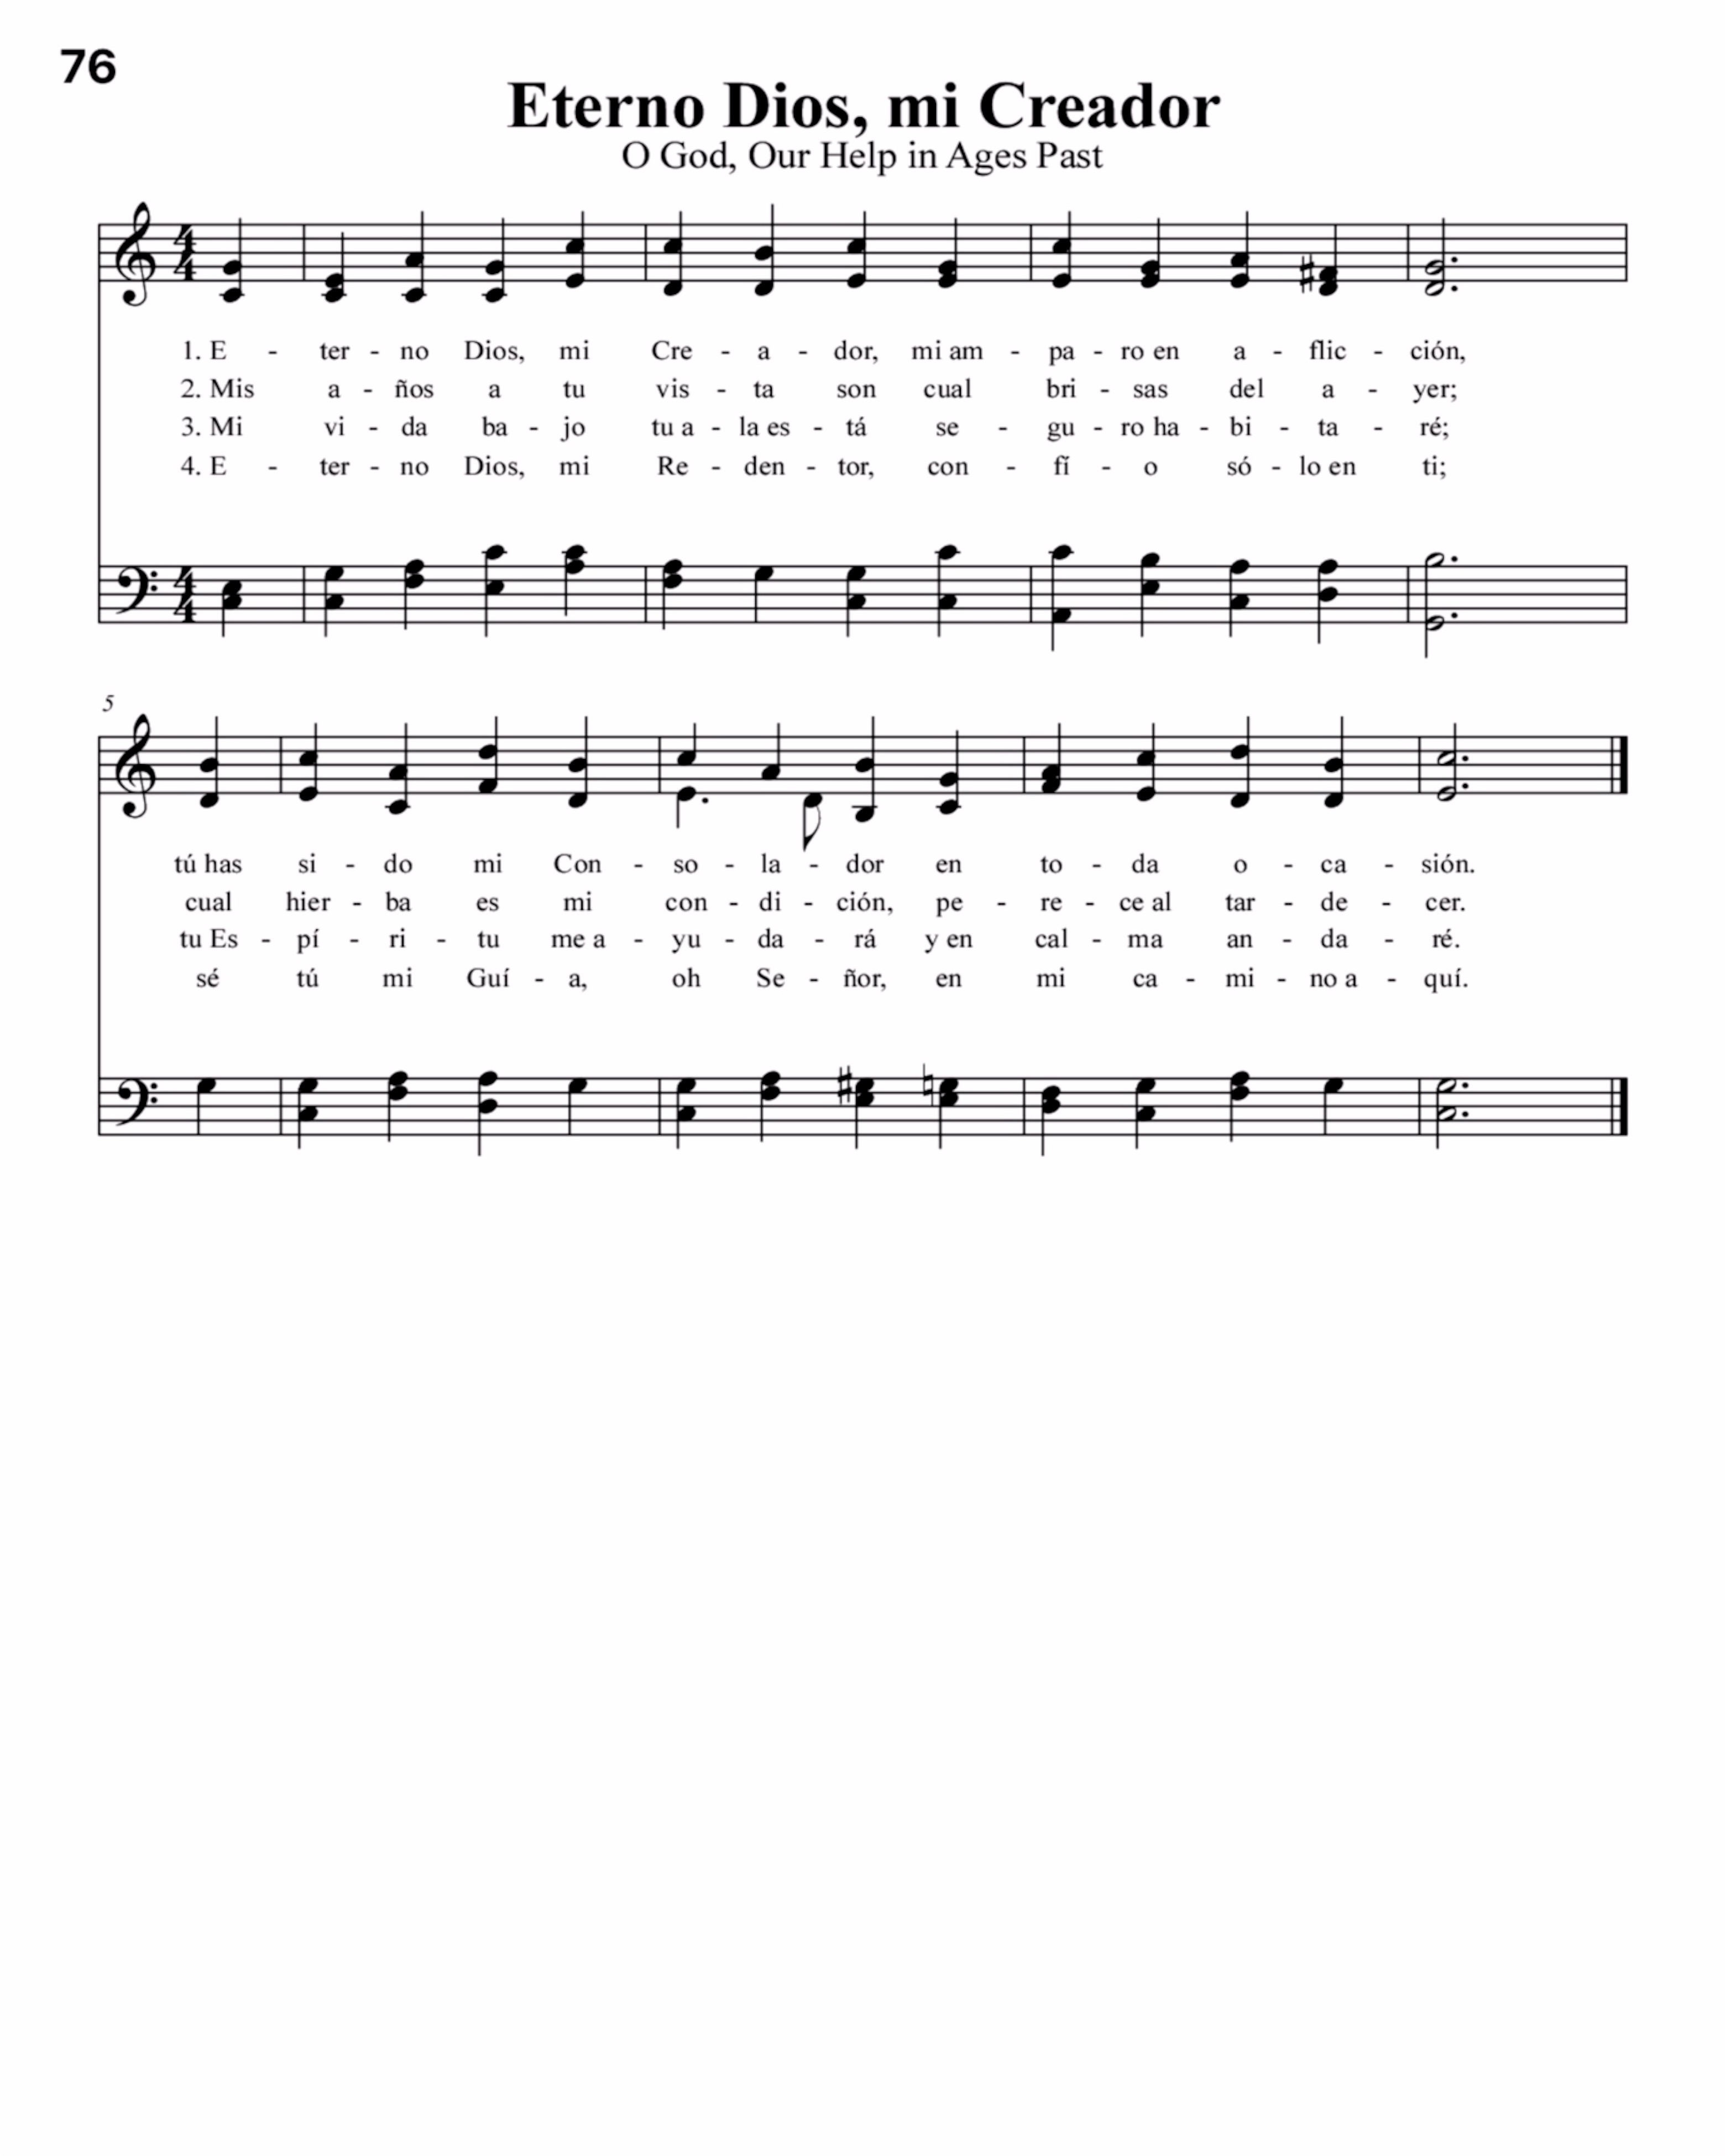 76
Eterno Dios, mi Creador
O God, Our Help in Ages Past
4
4
1. E - ter - no Dios, mi Cre - a - dor, mi am - pa - ro en a - flic - ción,
2. Mis a - ños a tu vis - ta son cual bri - sas del a - yer;
3. Mi vi - da ba - jo tu a - la es - tá se - gu - ro ha - bi - ta - ré;
4. E - ter - no Dios, mi Re - den - tor, con - fí - o só - lo en ti;
4
4
5
tú has si - do mi Con - so - la - dor en to - da o - ca - sión.
cual hier - ba es mi con - di - ción, pe - re - ce al tar - de - cer.
tu Es - pí - ri - tu me a - yu - da - rá y en cal - ma an - da - ré.
sé tú mi Guí - a, oh Se - ñor, en mi ca - mi - no a - quí.